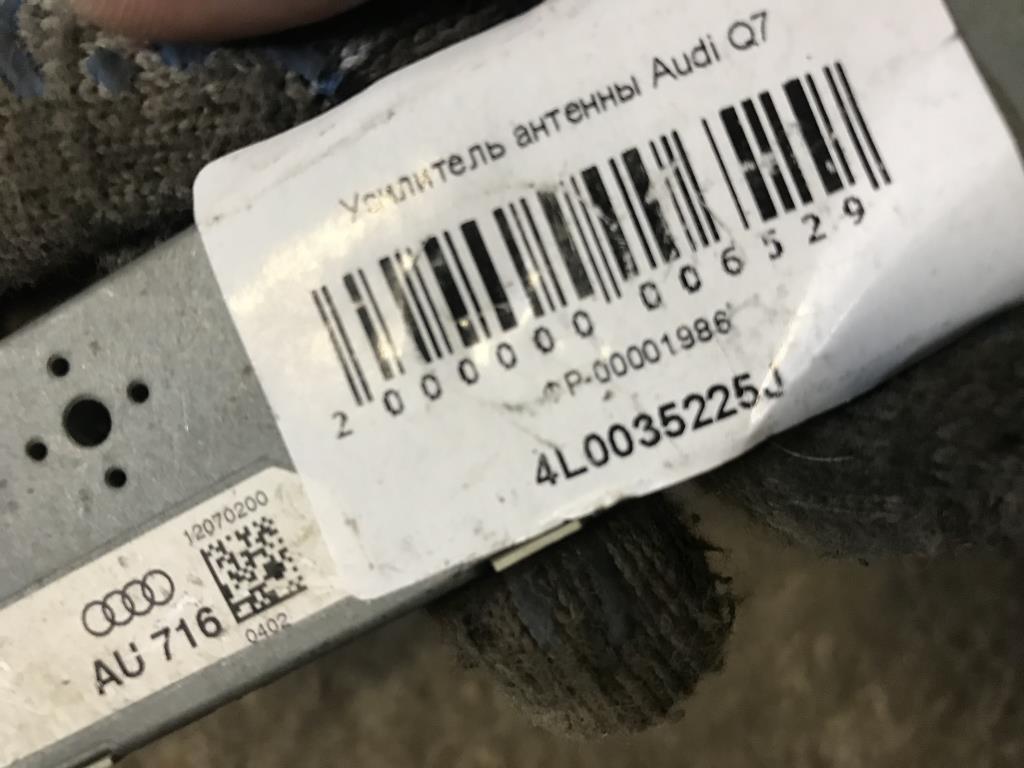 Усилитель антенны Audi Q7
2 000000 006529
ФР-00001986
4L0035225J
12070200
AU 716
0402